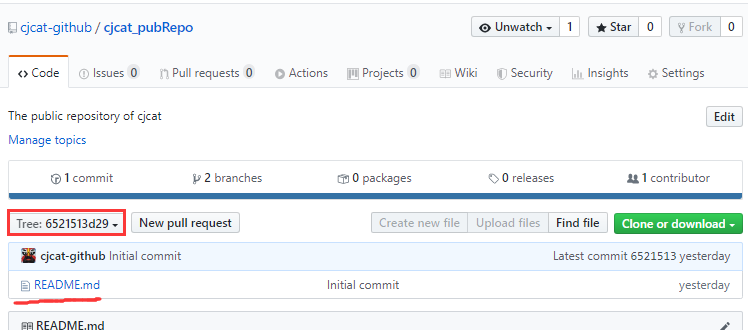 cjcat-github / cjcat_pubRepo
Unwatch 1 Star 0 Fork 0
Code Issues 0 Pull requests 0 Actions Projects 0 Wiki Security Insights Settings
The public repository of cjcat Edit
Manage topics
1 commit 2 branches 0 packages 0 releases 1 contributor
Tree: 6521513d29 New pull request Create new file Upload files Find file Clone or download
cjcat-github Initial commit Latest commit 6521513 yesterday
README.md Initial commit yesterday
README.md